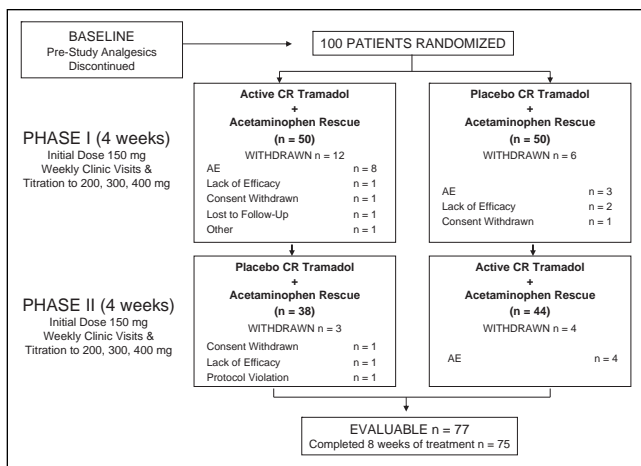 BASELINE
Pre-Study Analgesics
Discontinued
100 PATIENTS RANDOMIZED
PHASE I (4 weeks)
Initial Dose 150 mg
Weekly Clinic Visits &
Titration to 200, 300, 400 mg
Active CR Tramadol
+
Acetaminophen Rescue
(n = 50)
WITHDRAWN n = 12
AE n = 8
Lack of Efficacy n = 1
Consent Withdrawn n = 1
Lost to Follow-Up n = 1
Other n = 1
Placebo CR Tramadol
+
Acetaminophen Rescue
(n = 50)
WITHDRAWN n = 6
AE n = 3
Lack of Efficacy n = 2
Consent Withdrawn n = 1
PHASE II (4 weeks)
Initial Dose 150 mg
Weekly Clinic Visits &
Titration to 200, 300, 400 mg
Placebo CR Tramadol
+
Acetaminophen Rescue
(n = 38)
WITHDRAWN n = 3
Consent Withdrawn n = 1
Lack of Efficacy n = 1
Protocol Violation n = 1
Active CR Tramadol
+
Acetaminophen Rescue
(n = 44)
WITHDRAWN n = 4
AE n = 4
EVALUABLE n = 77
Completed 8 weeks of treatment n = 75